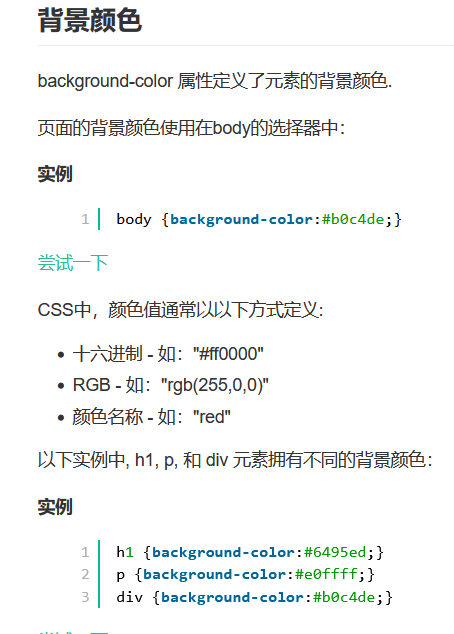 背景颜色
background-color 属性定义了元素的背景颜色.
页面的背景颜色使用在body的选择器中:
实例
1 body {background-color:#b0c4de;}
尝试一下
CSS中，颜色值通常以以下方式定义:
• 十六进制 - 如："#ff0000"
• RGB - 如："rgb(255,0,0)"
• 颜色名称 - 如："red"
以下实例中, h1, p, 和 div 元素拥有不同的背景颜色:
实例
1 h1 {background-color:#6495ed;}
2 p {background-color:#e0ffff;}
3 div {background-color:#b0c4de;}